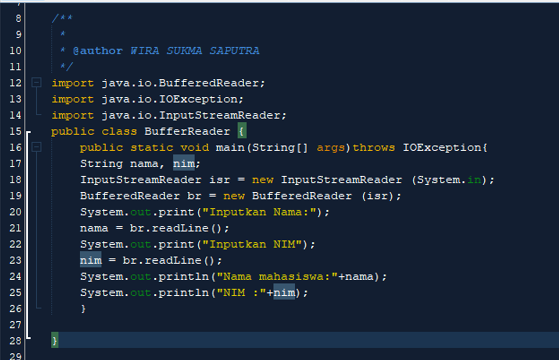 7
8 /**
9 *
10 * @author WIRA SUKMA SAPUTRA
11 */
12 import java.io.BufferedReader;
13 import java.io.IOException;
14 import java.io.InputStreamReader;
15 public class BufferReader {
16 public static void main(String[] args)throws IOException{
17 String nama, nim;
18 InputStreamReader isr = new InputStreamReader (System.in);
19 BufferedReader br = new BufferedReader (isr);
20 System.out.print("Inputkan Nama:");
21 nama = br.readLine();
22 System.out.print("Inputkan NIM");
23 nim = br.readLine();
24 System.out.println("Nama mahasiswa:"+nama);
25 System.out.println("NIM :"+nim);
26 }
27
28 }
29